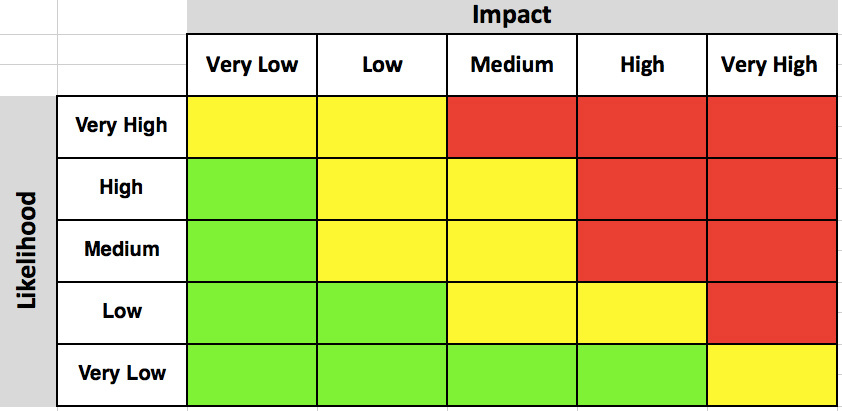 Impact
Very Low Low Medium High Very High
Likelihood
Very High
High
Medium
Low
Very Low